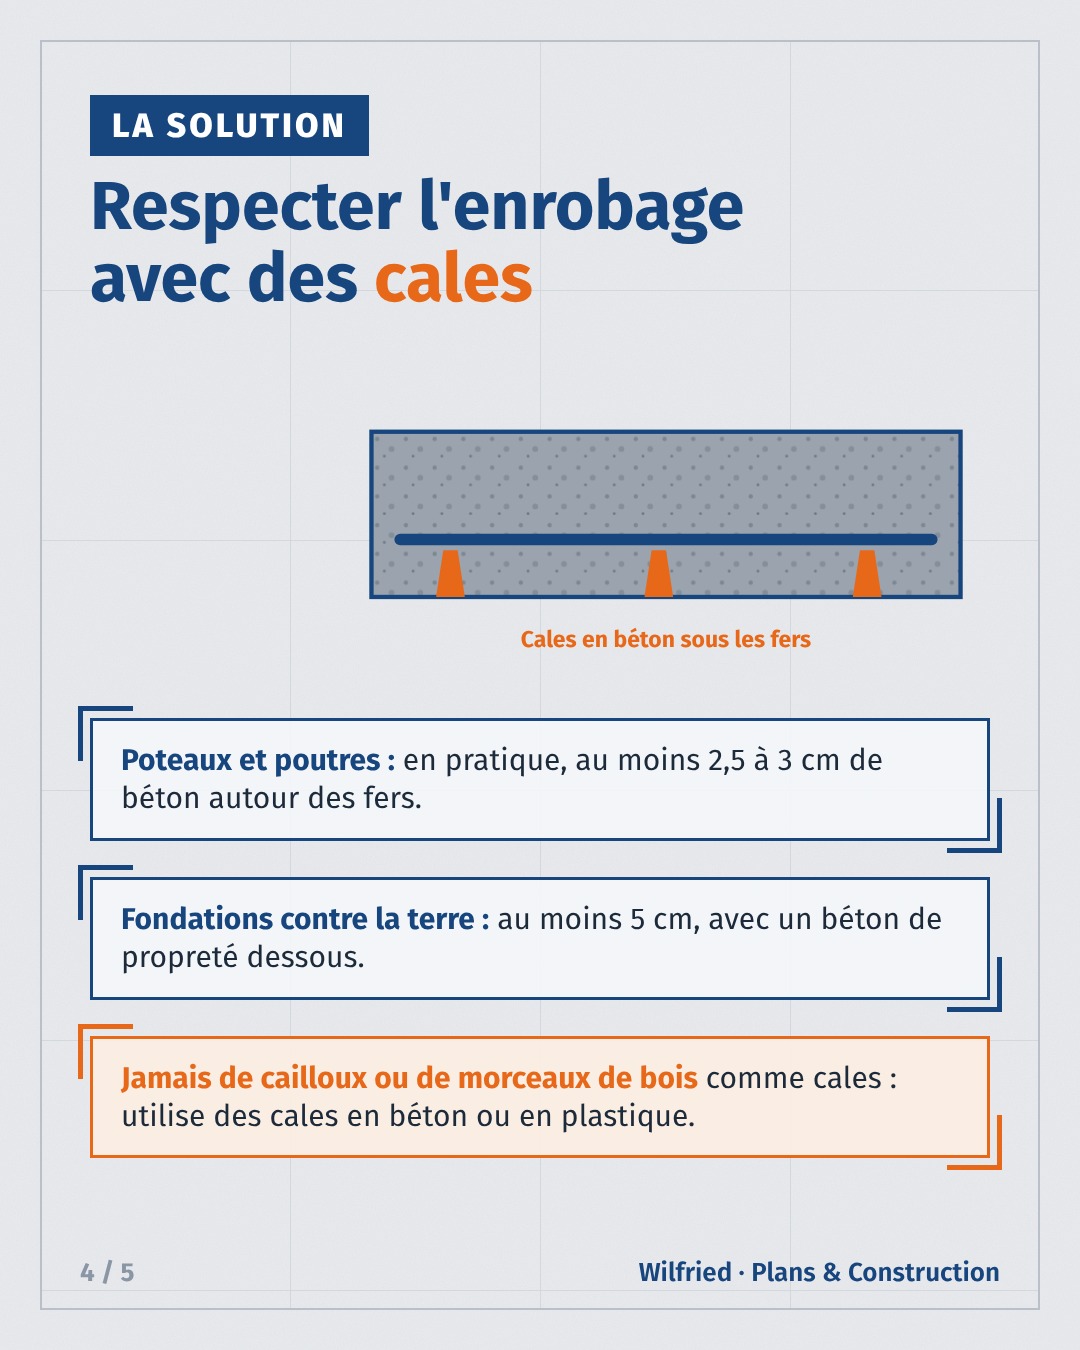 LA SOLUTION
Respecter l'enrobage
avec des cales
Cales en béton sous les fers
Poteaux et poutres : en pratique, au moins 2,5 à 3 cm de
béton autour des fers.
Fondations contre la terre : au moins 5 cm, avec un béton de
propreté dessous.
Jamais de cailloux ou de morceaux de bois comme cales :
utilise des cales en béton ou en plastique.
4 / 5
Wilfried · Plans & Construction